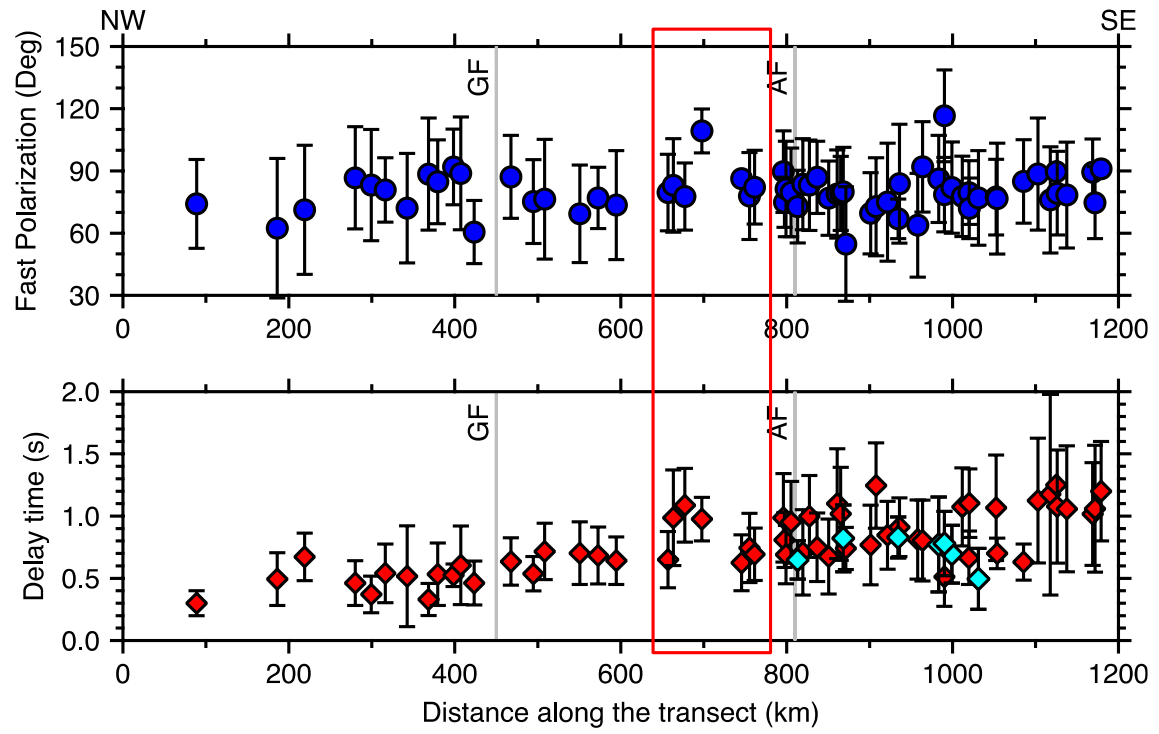 NW
SE
Fast Polarization (Deg)
150
120
90
60
30
GF
AF
0
200
400
600
800
1000
1200
Delay time (s)
2.0
1.5
1.0
0.5
0.0
GF
AF
0
200
400
600
800
1000
1200
Distance along the transect (km)